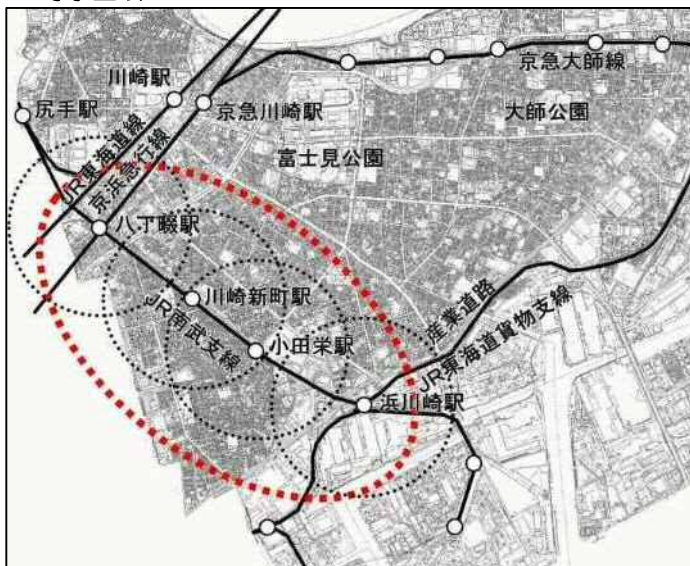 川崎駅
京急大師線
尻手駅
京急川崎駅
大師公園
JR東海道線
富士見公園
京浜急行線
八丁畷駅
川崎新町駅
JR南武支線
産業道路
小田栄駅
JR東海道貨物支線
浜川崎駅